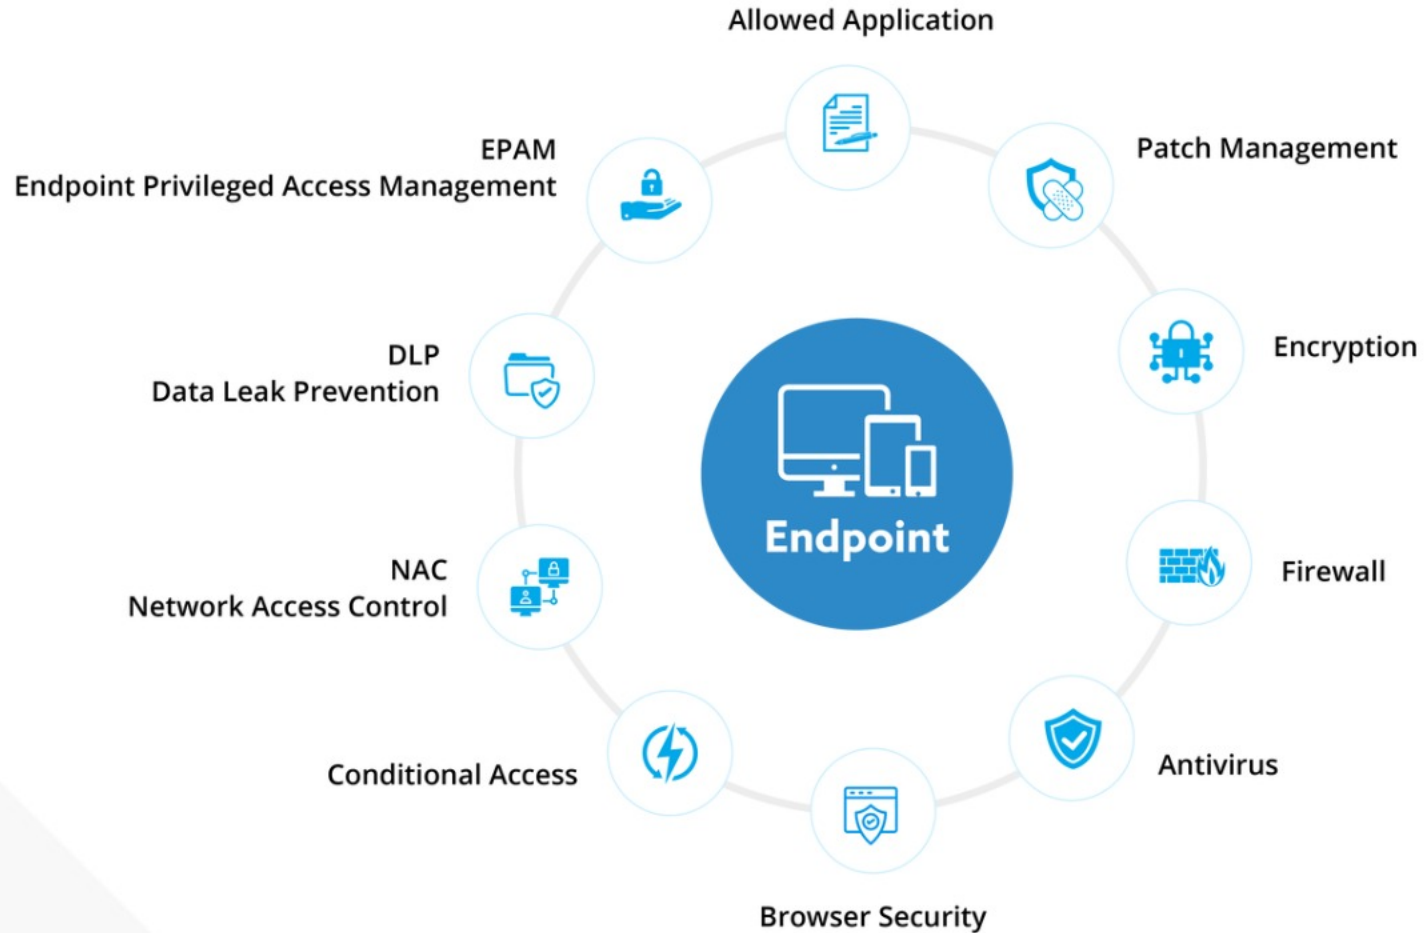 Allowed Application
EPAM
Endpoint Privileged Access Management
Patch Management
DLP
Data Leak Prevention
Encryption
Endpoint
NAC
Network Access Control
Firewall
Conditional Access
Antivirus
Browser Security